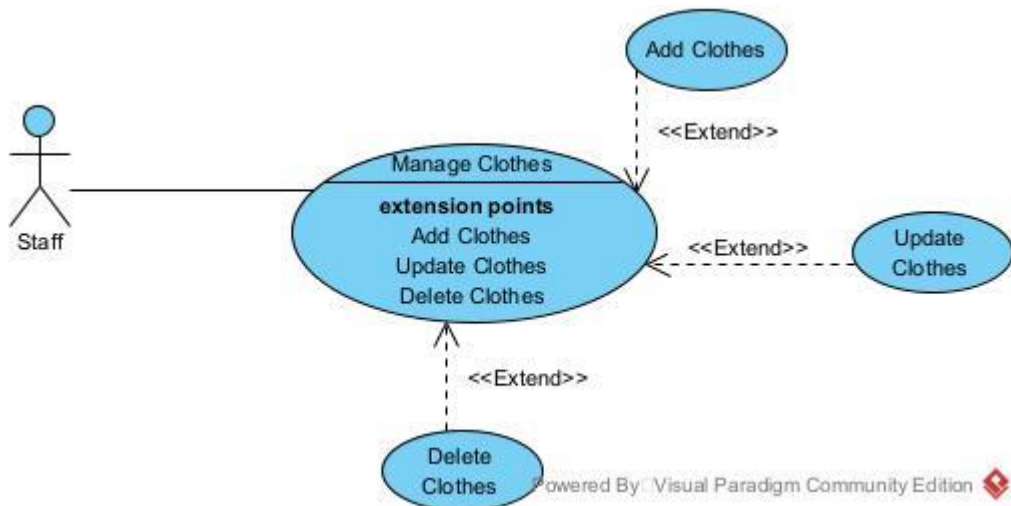 Add Clothes
<<Extend>>
Manage Clothes
extension points
Add Clothes
Update Clothes
Delete Clothes
Staff
<<Extend>>
Update
Clothes
<<Extend>>
Delete
Clothes
Powered By Visual Paradigm Community Edition